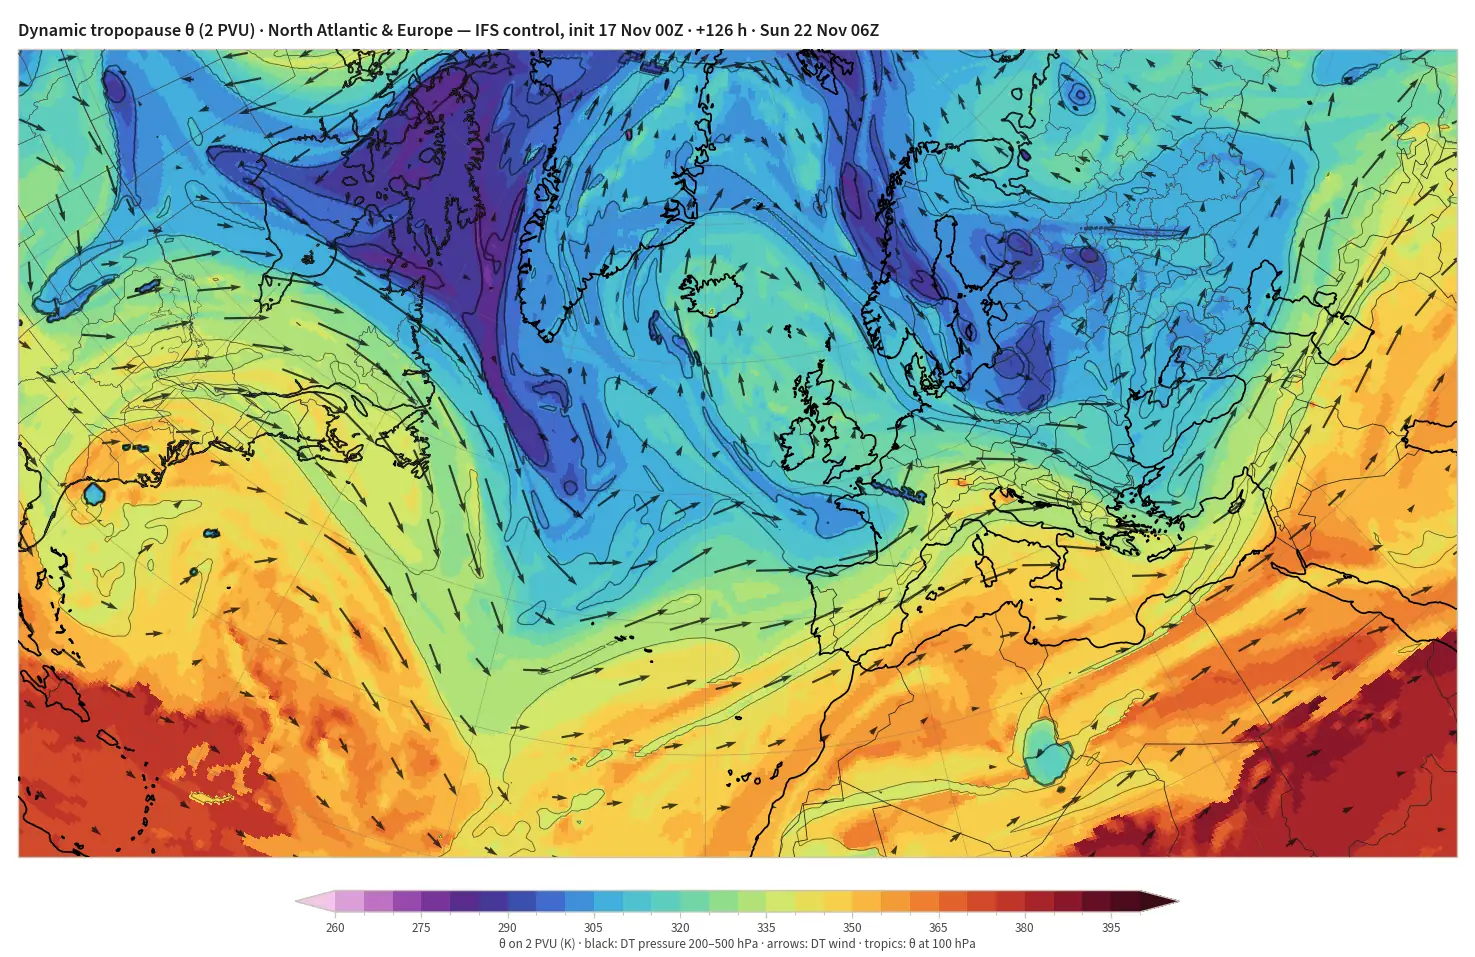 Dynamic tropopause θ (2 PVU) · North Atlantic & Europe — IFS control, init 17 Nov 00Z · +126 h · Sun 22 Nov 06Z
260 275 290 305 320 335 350 365 380 395
θ on 2 PVU (K) · black: DT pressure 200–500 hPa · arrows: DT wind · tropics: θ at 100 hPa